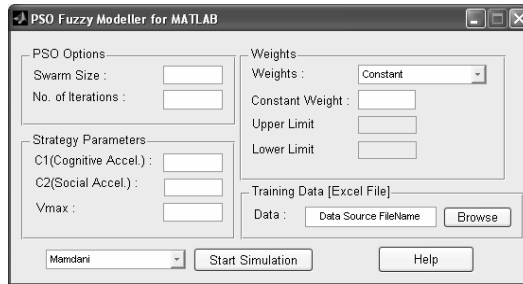 PSO Fuzzy Modeller for MATLAB
PSO Options
Swarm Size :
No. of Iterations :
Strategy Parameters
C1(Cognitive Accel.) :
C2(Social Accel.) :
Vmax :
Weights
Weights :
Constant
Constant Weight :
Upper Limit
Lower Limit
Training Data [Excel File]
Data :
Data Source FileName
Browse
Mamdani
Start Simulation
Help